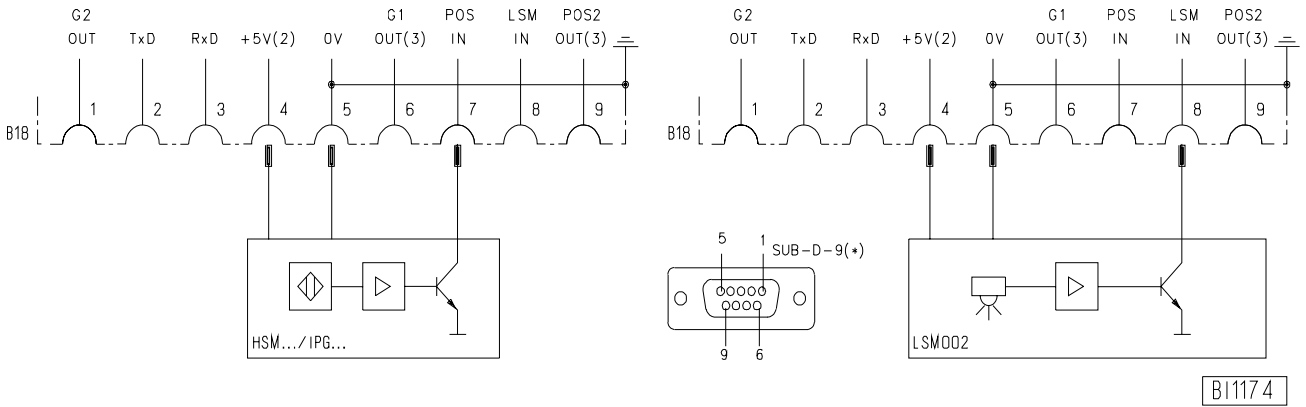 G2 G1 POS LSM POS2
OUT TxD RxD +5V(2) 0V OUT(3) IN IN OUT(3)
1 2 3 4 5 6 7 8 9
B18
HSM.../IPG...
G2 G1 POS LSM POS2
OUT TxD RxD +5V(2) 0V OUT(3) IN IN OUT(3)
1 2 3 4 5 6 7 8 9
B18
5 1 SUB-D-9(*)
9 6
LSM002
BI1174